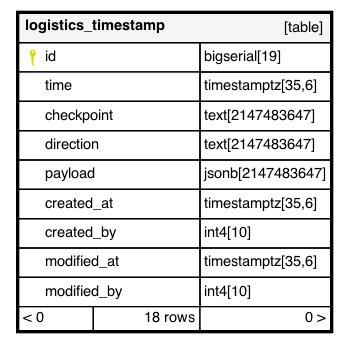 logistics_timestamp [table]
id bigserial[19]
time timestamptz[35,6]
checkpoint text[2147483647]
direction text[2147483647]
payload jsonb[2147483647]
created_at timestamptz[35,6]
created_by int4[10]
modified_at timestamptz[35,6]
modified_by int4[10]
< 0 18 rows 0 >